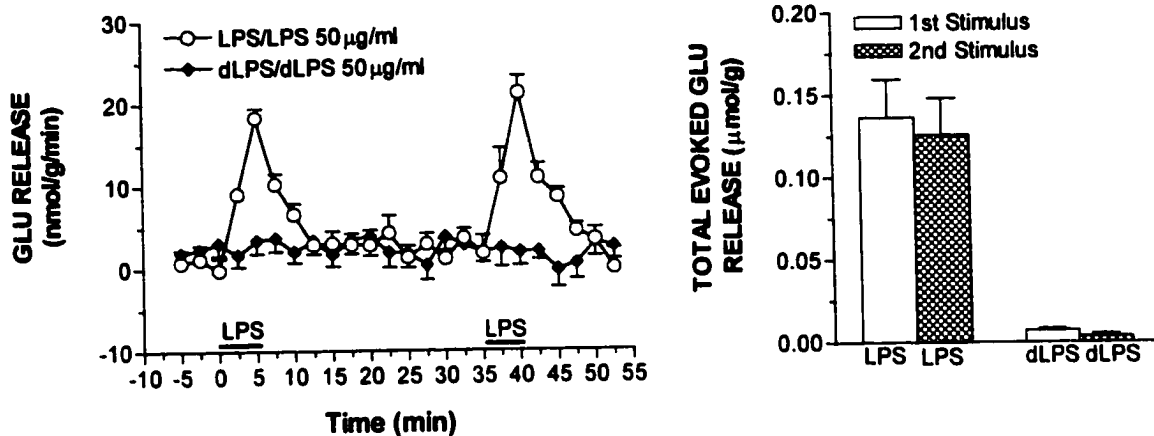 30
20
10
0
-10
GLU RELEASE
(nmol/g/min)
LPS/LPS 50 μg/ml
dLPS/dLPS 50 μg/ml
LPS
LPS
-10 -5 0 5 10 15 20 25 30 35 40 45 50 55
Time (min)
TOTAL EVOKED GLU
RELEASE (μmol/g)
0.20
0.15
0.10
0.05
0.00
1st Stimulus
2nd Stimulus
LPS LPS dLPS dLPS